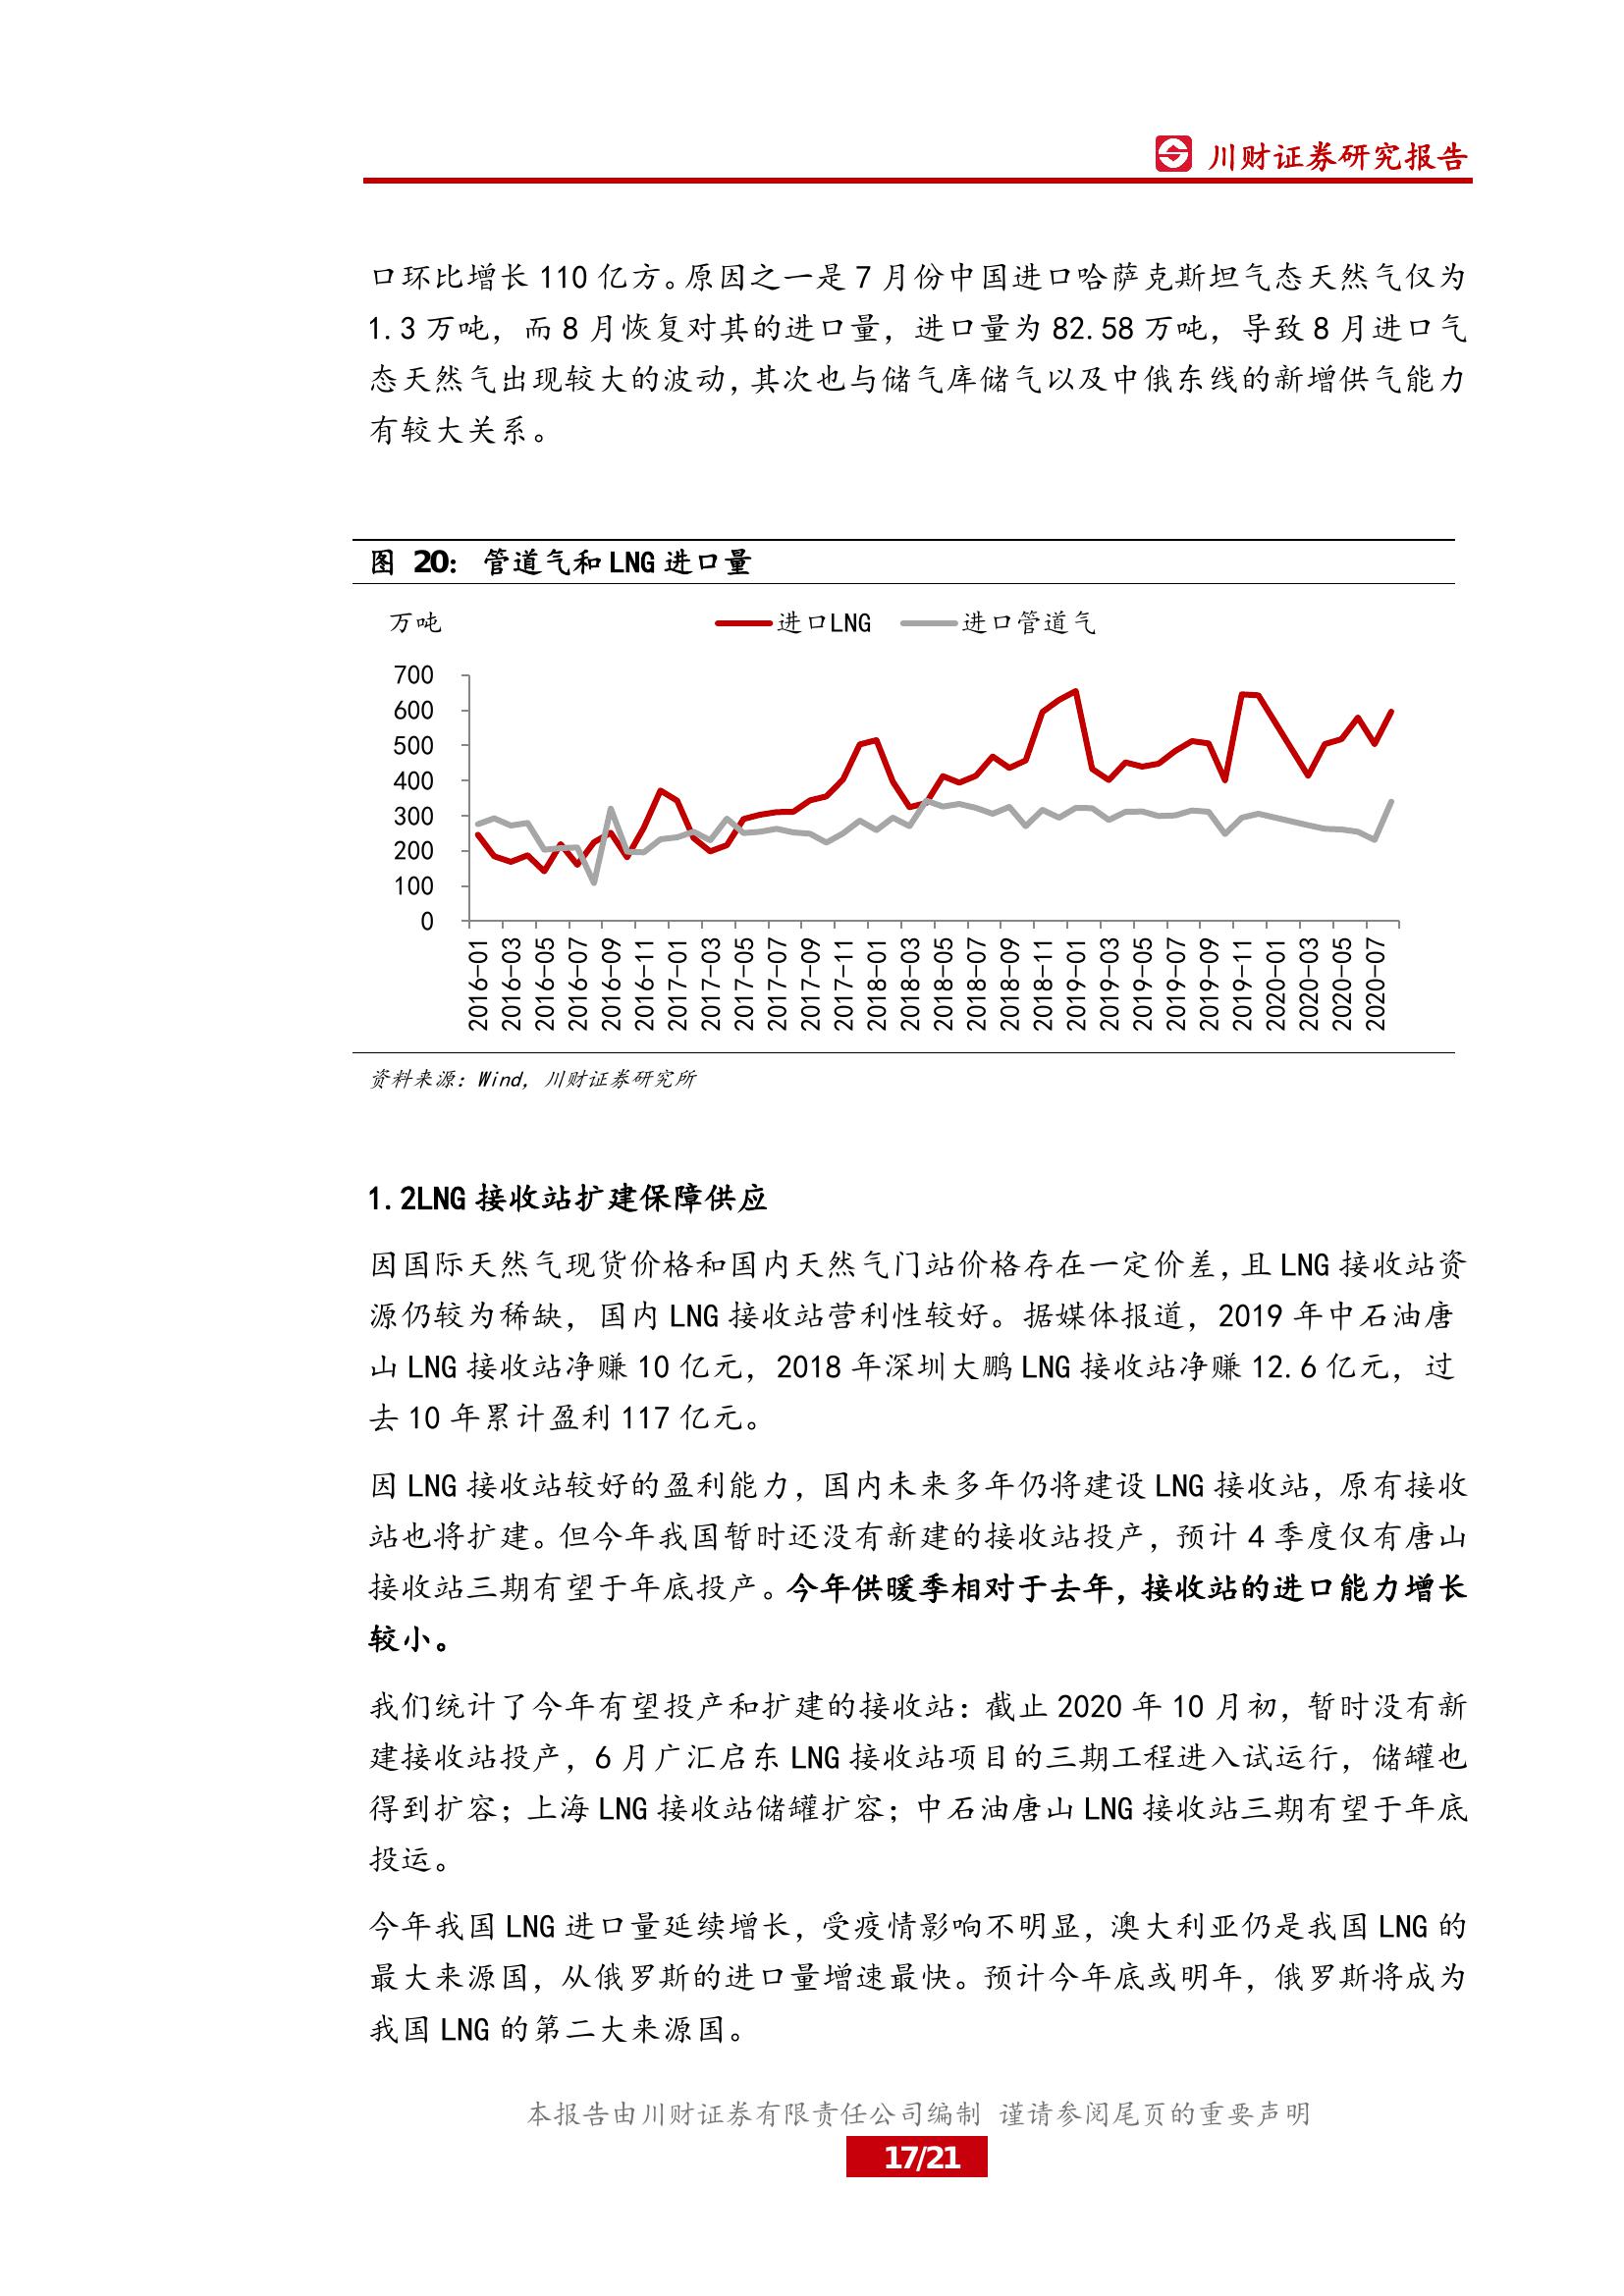 川财证券研究报告
口环比增长 110 亿方。原因之一是 7 月份中国进口哈萨克斯坦气态天然气仅为
1.3 万吨，而 8 月恢复对其的进口量，进口量为 82.58 万吨，导致 8 月进口气
态天然气出现较大的波动，其次也与储气库储气以及中俄东线的新增供气能力
有较大关系。
图 20： 管道气和 LNG 进口量
万吨
进口LNG 进口管道气
700
600
500
400
300
200
100
0
2016-01 2016-03 2016-05 2016-07 2016-09 2016-11 2017-01 2017-03 2017-05 2017-07 2017-09 2017-11 2018-01 2018-03 2018-05 2018-07 2018-09 2018-11 2019-01 2019-03 2019-05 2019-07 2019-09 2019-11 2020-01 2020-03 2020-05 2020-07
资料来源：Wind，川财证券研究所
1.2LNG 接收站扩建保障供应
因国际天然气现货价格和国内天然气门站价格存在一定价差，且 LNG 接收站资
源仍较为稀缺，国内 LNG 接收站营利性较好。据媒体报道，2019 年中石油唐
山 LNG 接收站净赚 10 亿元，2018 年深圳大鹏 LNG 接收站净赚 12.6 亿元，过
去 10 年累计盈利 117 亿元。
因 LNG 接收站较好的盈利能力，国内未来多年仍将建设 LNG 接收站，原有接收
站也将扩建。但今年我国暂时还没有新建的接收站投产，预计 4 季度仅有唐山
接收站三期有望于年底投产。今年供暖季相对于去年，接收站的进口能力增长
较小。
我们统计了今年有望投产和扩建的接收站：截止 2020 年 10 月初，暂时没有新
建接收站投产，6 月广汇启东 LNG 接收站项目的三期工程进入试运行，储罐也
得到扩容；上海 LNG 接收站储罐扩容；中石油唐山 LNG 接收站三期有望于年底
投运。
今年我国 LNG 进口量延续增长，受疫情影响不明显，澳大利亚仍是我国 LNG 的
最大来源国，从俄罗斯的进口量增速最快。预计今年底或明年，俄罗斯将成为
我国 LNG 的第二大来源国。
本报告由川财证券有限责任公司编制 谨请参阅尾页的重要声明
17/21